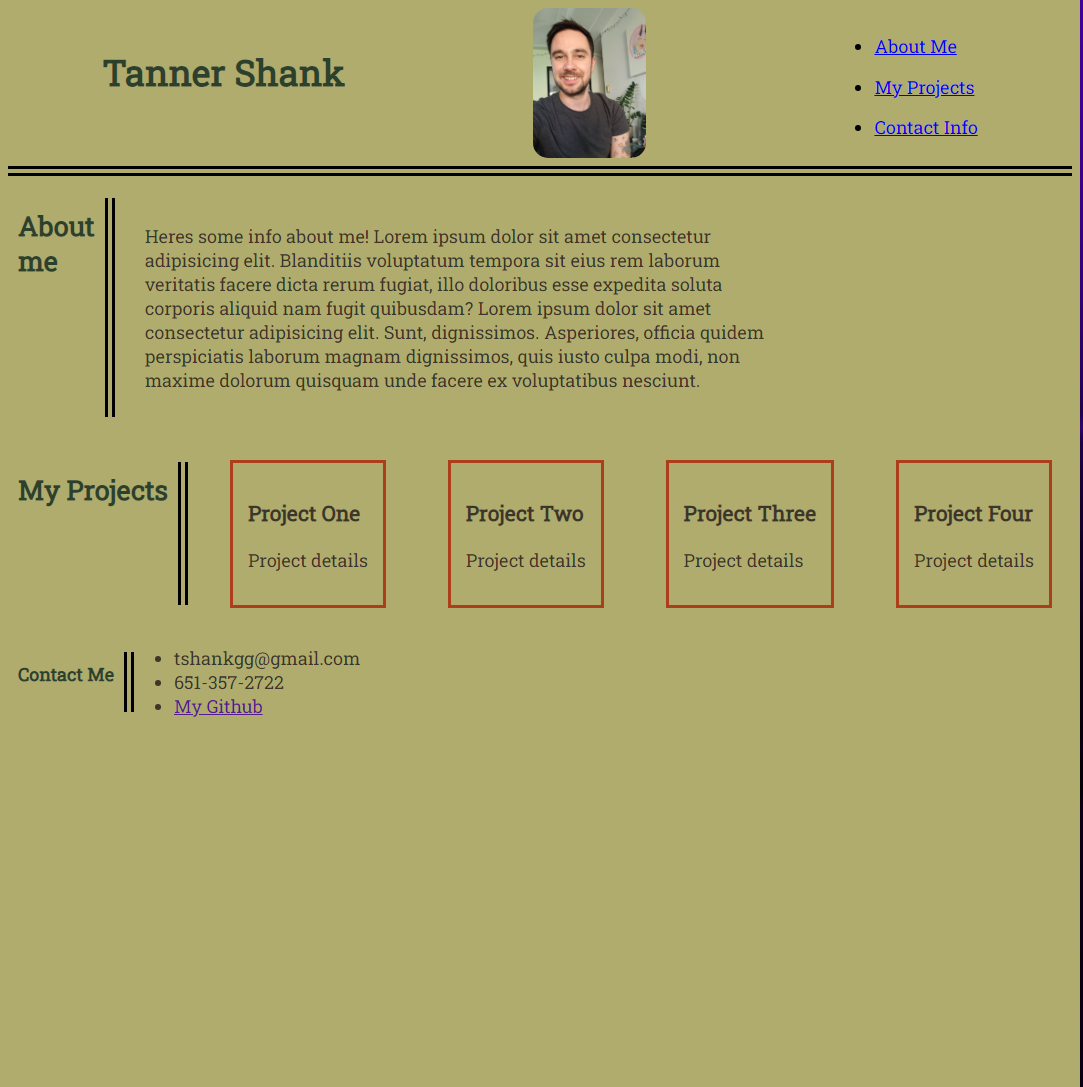 Tanner Shank
About Me
My Projects
Contact Info
About
me
Heres some info about me! Lorem ipsum dolor sit amet consectetur
adipisicing elit. Blanditiis voluptatum tempora sit eius rem laborum
veritatis facere dicta rerum fugiat, illo doloribus esse expedita soluta
corporis aliquid nam fugit quibusdam? Lorem ipsum dolor sit amet
consectetur adipisicing elit. Sunt, dignissimos. Asperiores, officia quidem
perspiciatis laborum magnam dignissimos, quis iusto culpa modi, non
maxime dolorum quisquam unde facere ex voluptatibus nesciunt.
My Projects
Project One
Project details
Project Two
Project details
Project Three
Project details
Project Four
Project details
Contact Me
tshankgg@gmail.com
651-357-2722
My Github